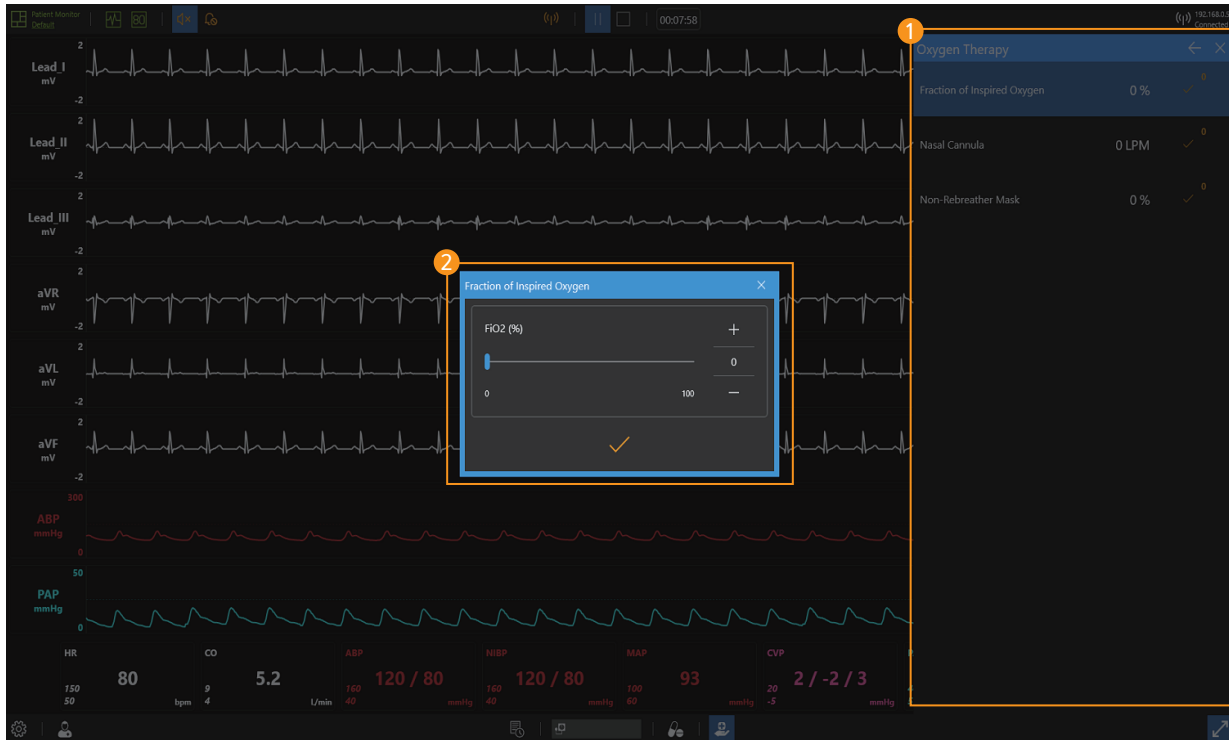 Patient Monitor
Default
80
00:07:58
192.168.0.5
Connected
1
Oxygen Therapy
Fraction of Inspired Oxygen 0 % 0
Nasal Cannula 0 LPM 0
Non-Rebreather Mask 0 % 0
2
Lead_I
mV
-2
2
Lead_II
mV
-2
2
Lead_III
mV
-2
2
aVR
mV
-2
2
aVL
mV
-2
2
aVF
mV
-2
300
ABP
mmHg
0
50
PAP
mmHg
0
2
Fraction of Inspired Oxygen
FiO2 (%)
0
0 100
HR
80
150
50 bpm
CO
5.2
9
4 L/min
ABP
120 / 80
160
40 mmHg
NIBP
120 / 80
160
40 mmHg
MAP
93
100
60 mmHg
CVP
2 / -2 / 3
20
-5 mmHg